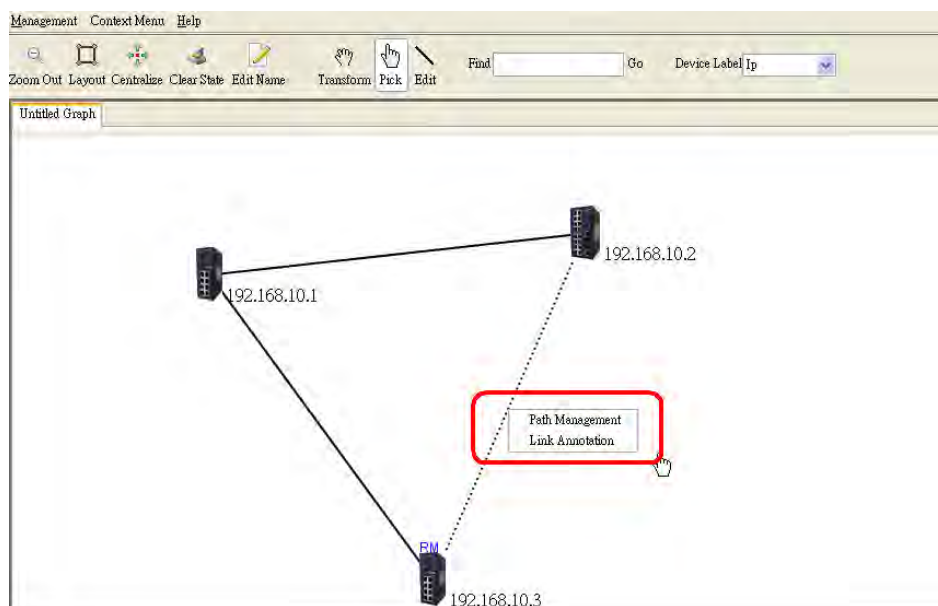 Management Context Menu Help
Zoom Out Layout Centralize Clear State Edit Name Transform Pick Edit Find Go Device Label Ip
Untitled Graph
192.168.10.2
192.168.10.1
Path Management
Link Annotation
RM
192.168.10.3